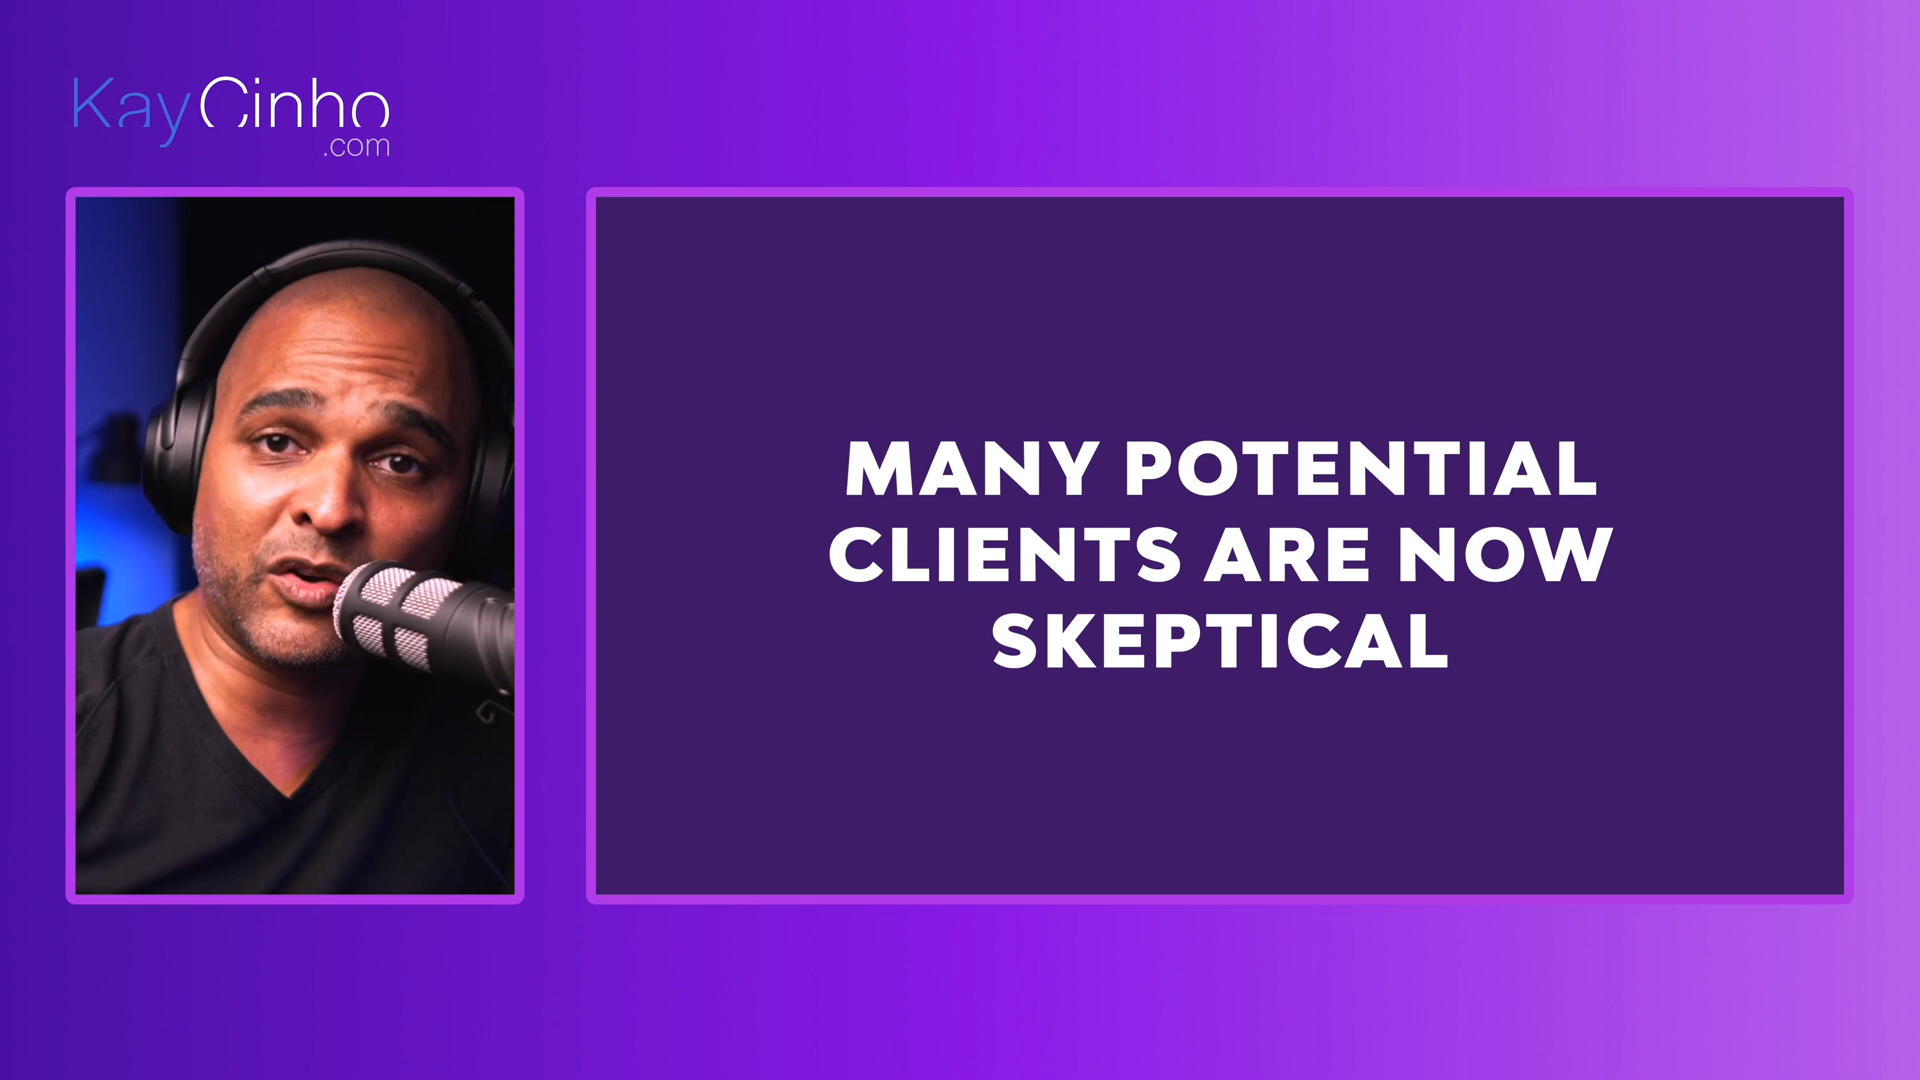 KayCinho
.com
MANY POTENTIAL
CLIENTS ARE NOW
SKEPTICAL